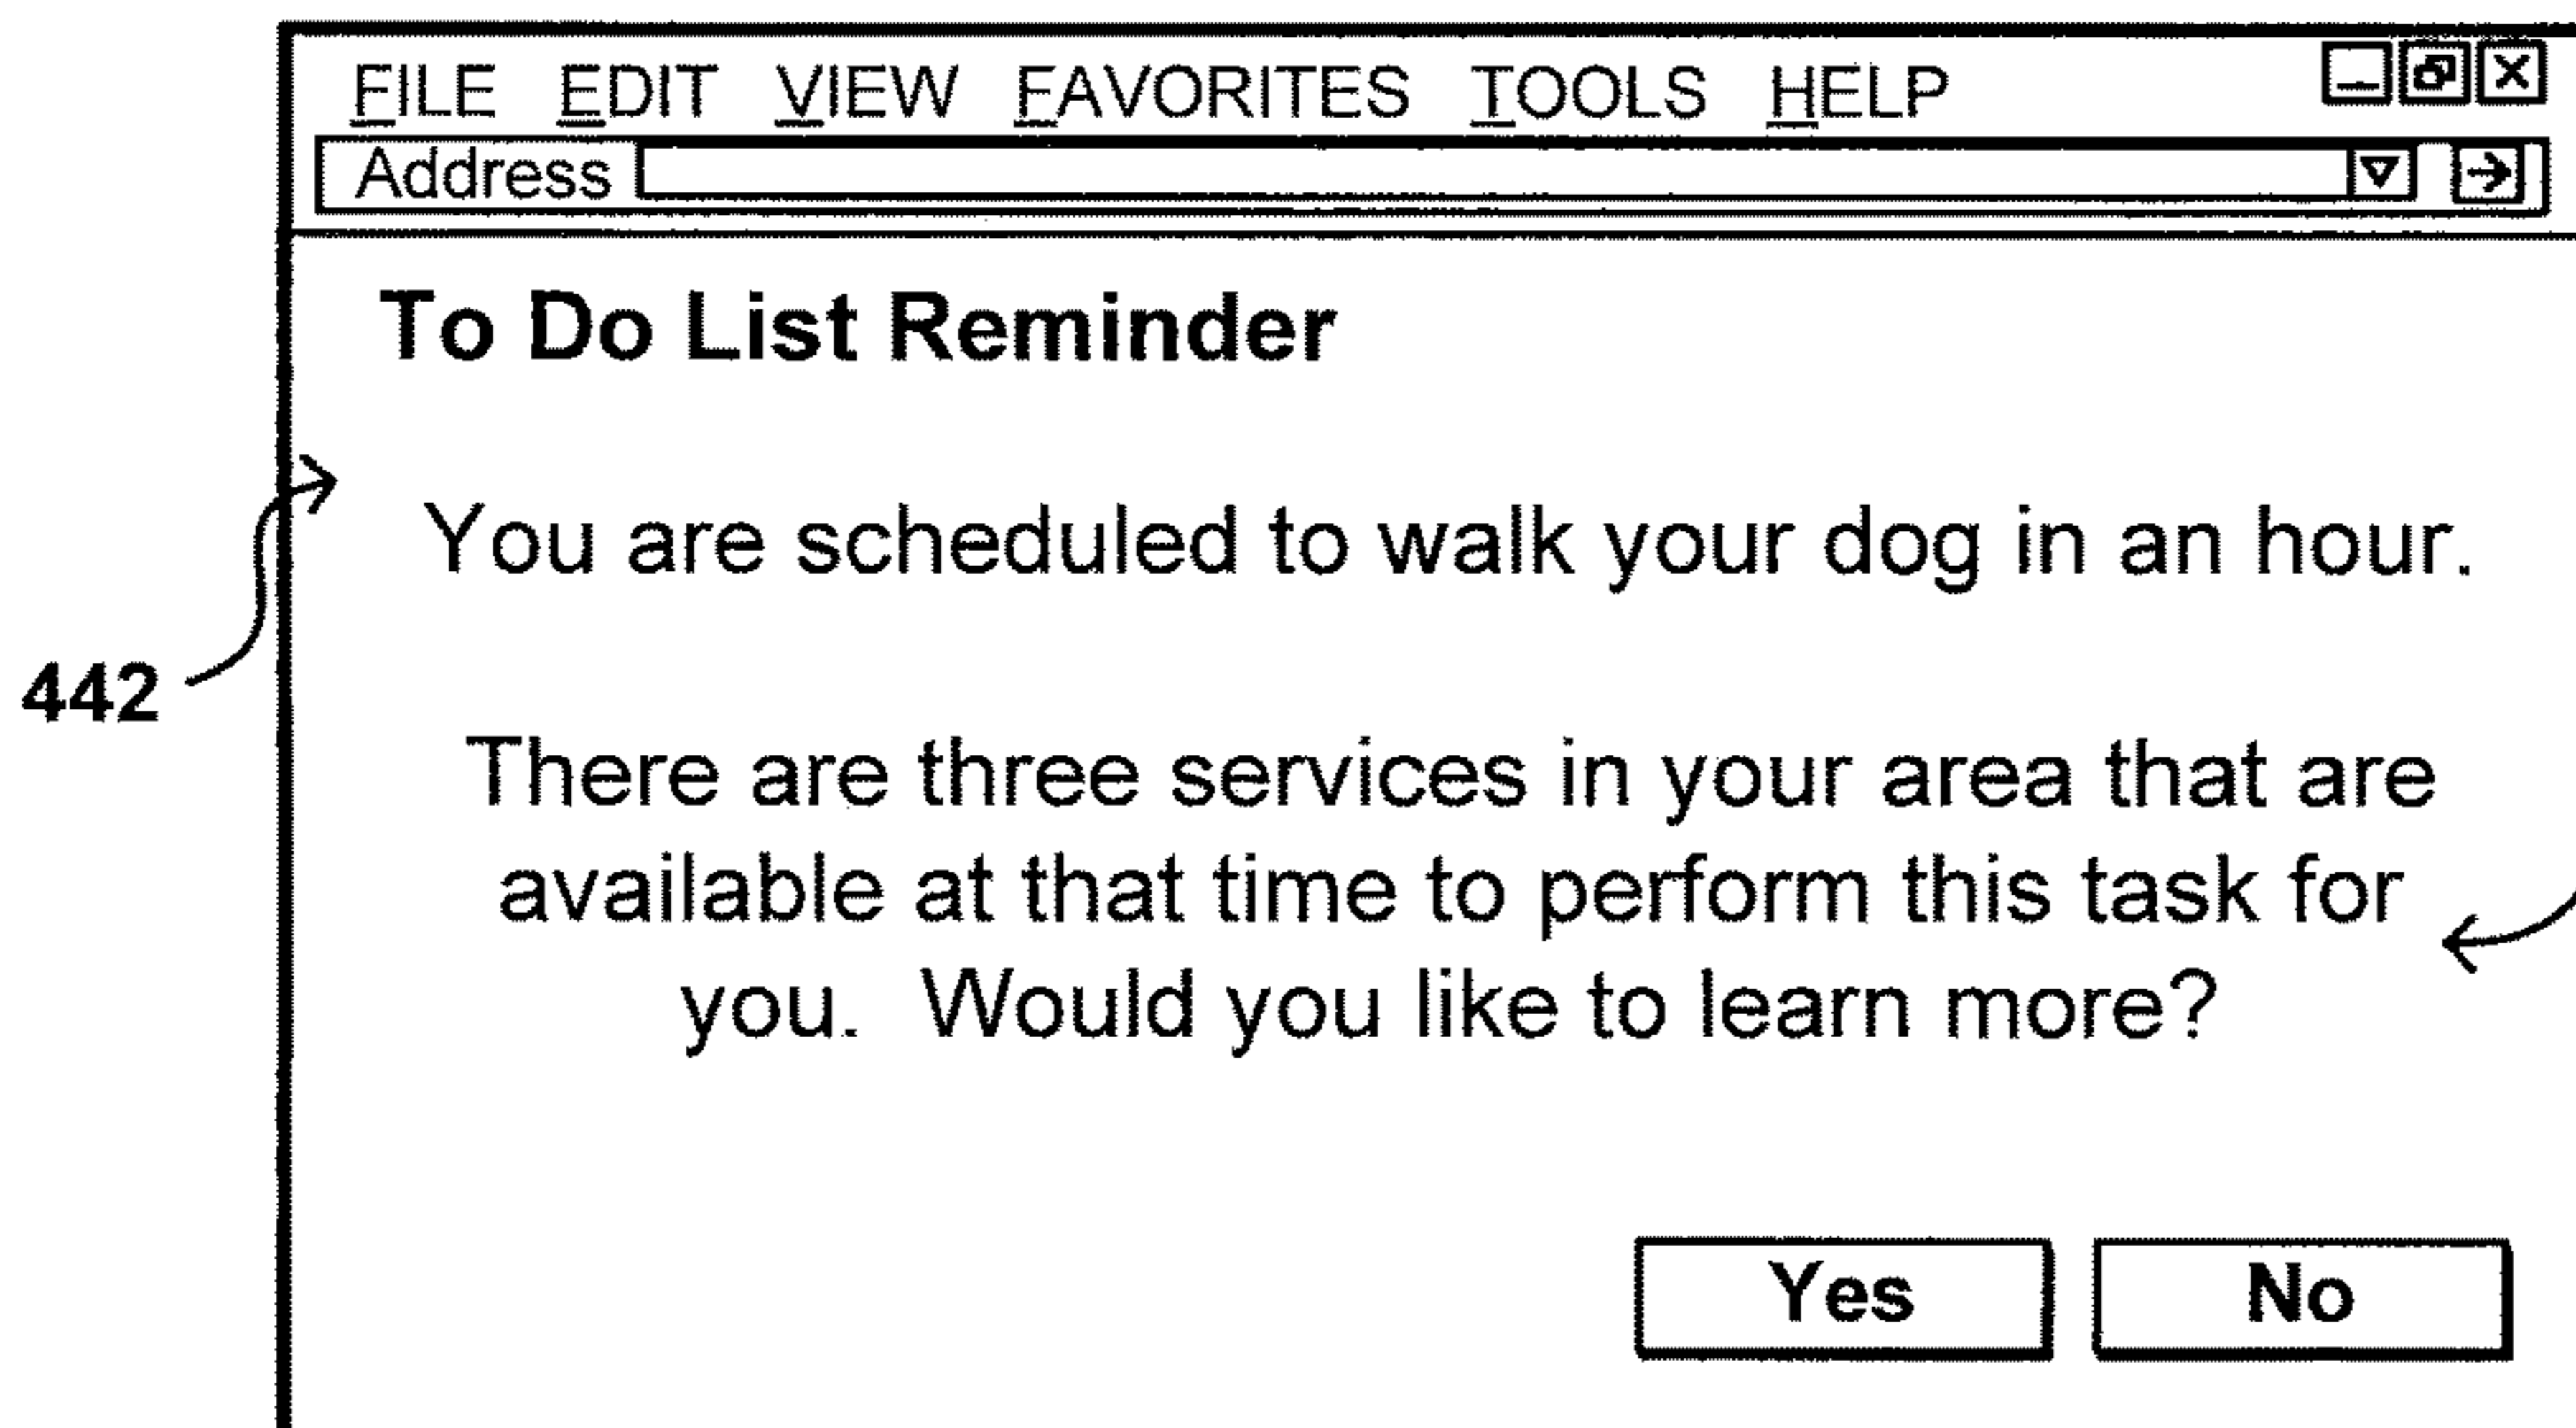 FILE EDIT VIEW FAVORITES TOOLS HELP
Address
To Do List Reminder
You are scheduled to walk your dog in an hour.
442
There are three services in your area that are
available at that time to perform this task for
you. Would you like to learn more?
Yes No